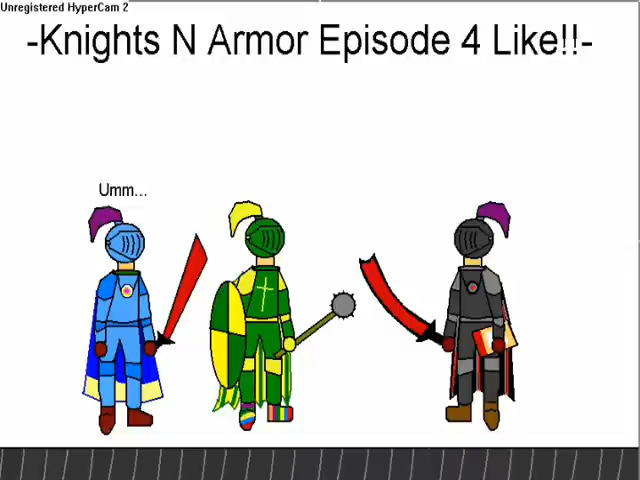 Unregistered HyperCam 2
-Knights N Armor Episode 4 Like!!-
Umm...